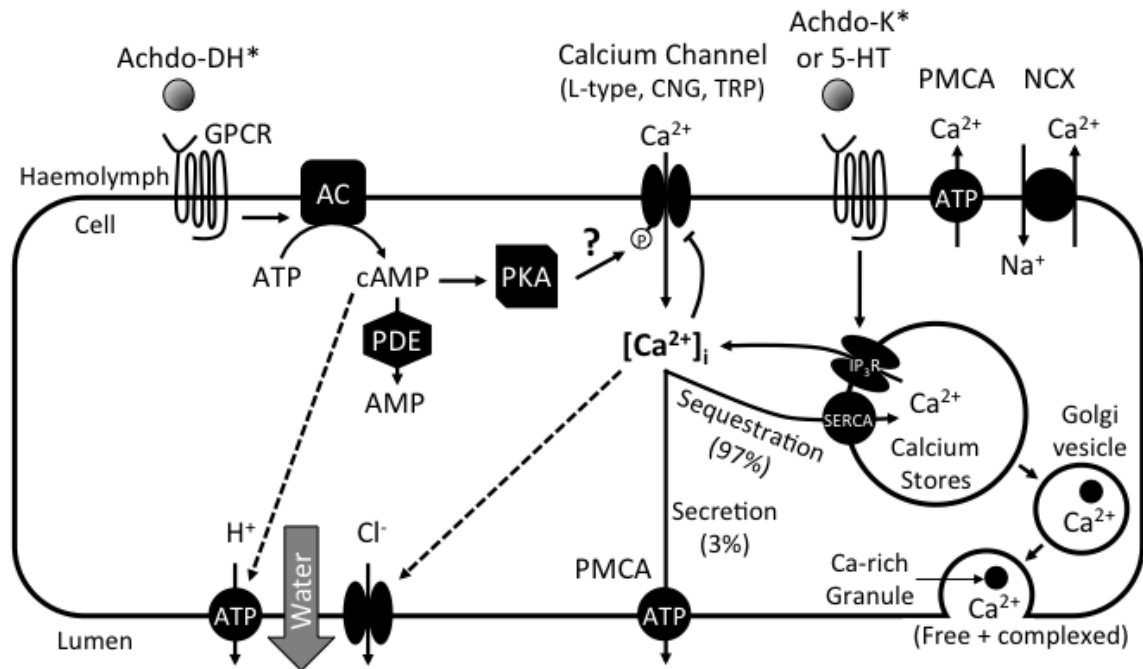 Achdo-DH*
GPCR
Calcium Channel
(L-type, CNG, TRP)
Ca²⁺
Achdo-K*
or 5-HT
PMCA
NCX
Ca²⁺
Ca²⁺
Haemolymph
Cell
AC
ATP
Na⁺
P
?
ATP
cAMP
PKA
PDE
AMP
[Ca²⁺]ᵢ
IP₃R
Ca²⁺
SERCA
Calcium
Stores
Sequestration
(97%)
Golgi
vesicle
Ca²⁺
Secretion
(3%)
H⁺
Cl⁻
Water
PMCA
Ca-rich
Granule
Ca²⁺
(Free + complexed)
ATP
ATP
Lumen